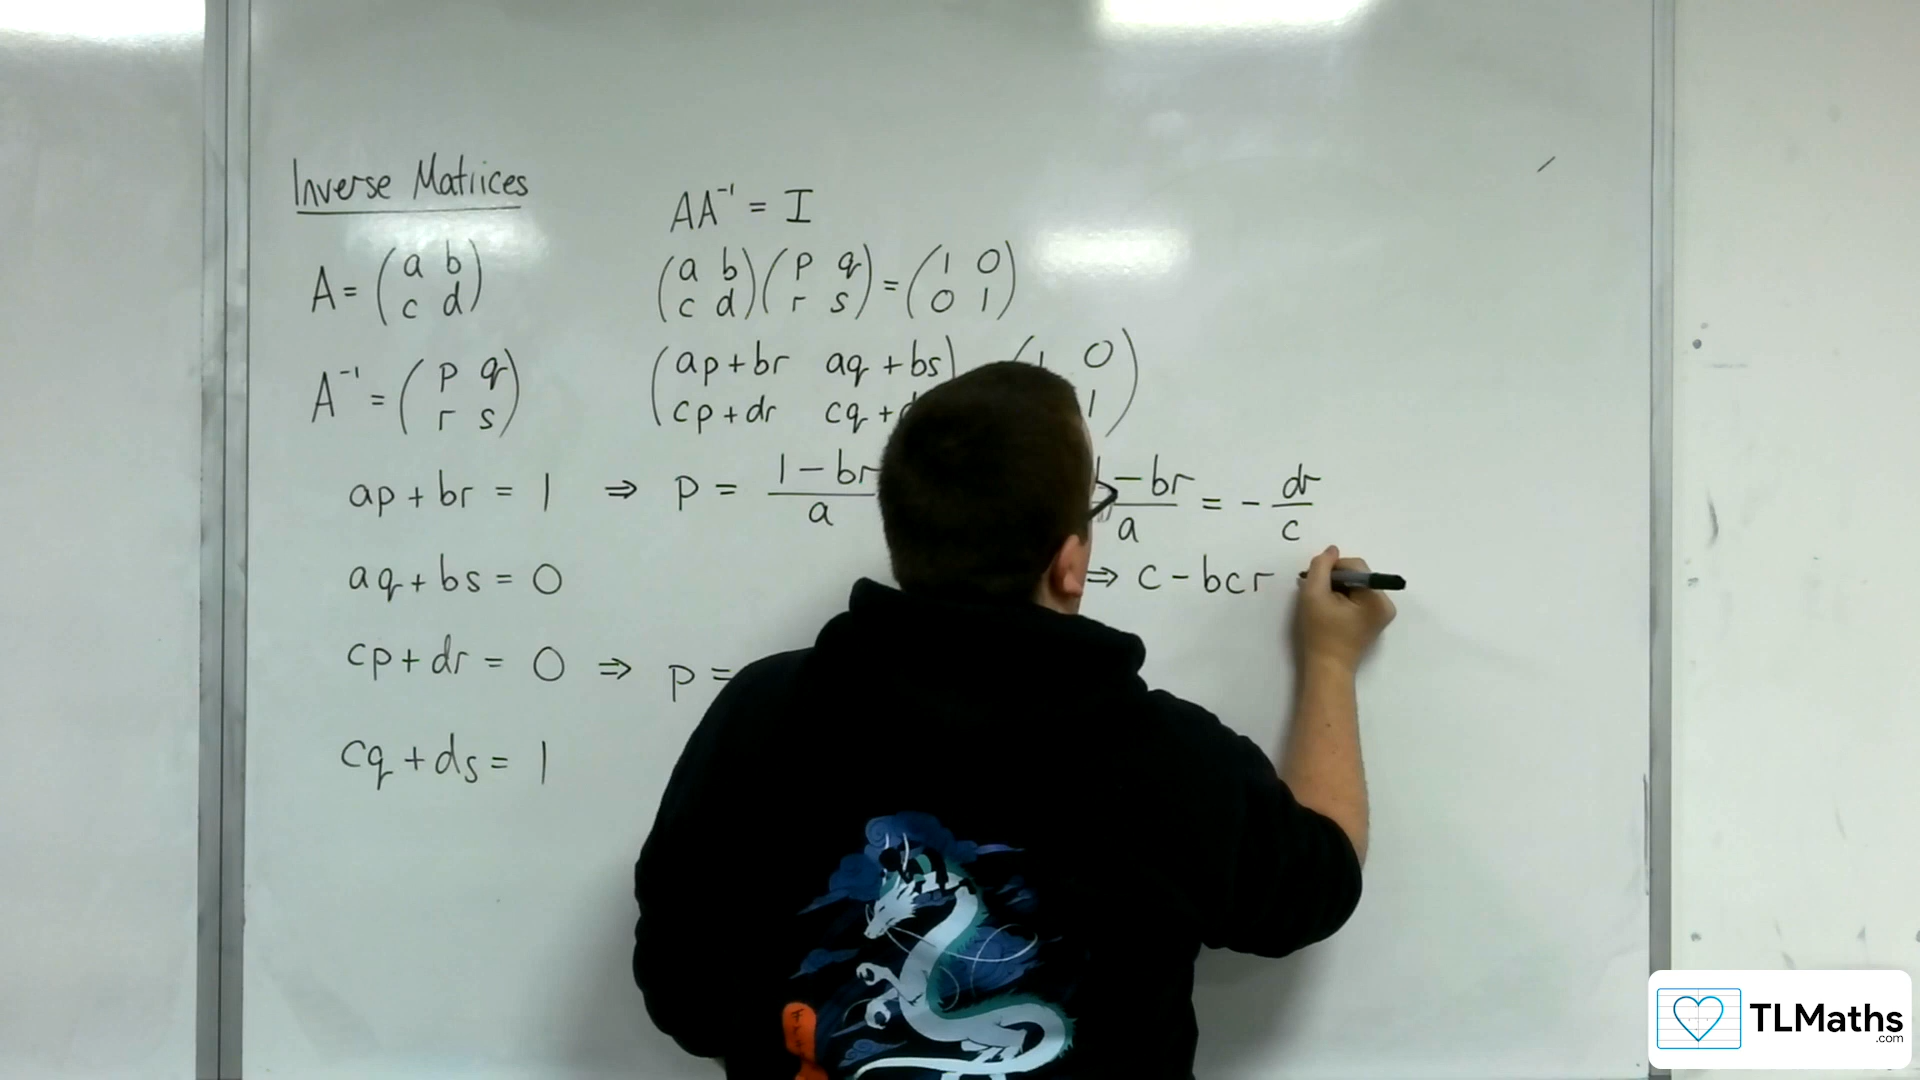 Inverse Matrices
AA⁻¹ = I
A = (a b
c d)
(a b
c d)(p q
r s) = (1 0
0 1)
A⁻¹ = (p q
r s)
(ap + br aq + bs
cp + dr cq +
0
1)
ap + br = 1 ⇒ p = 1 - br / a
- br / a = - dr / c
aq + bs = 0
⇒ c - bcr
cp + dr = 0 ⇒ p =
cq + ds = 1
TLMaths
.com